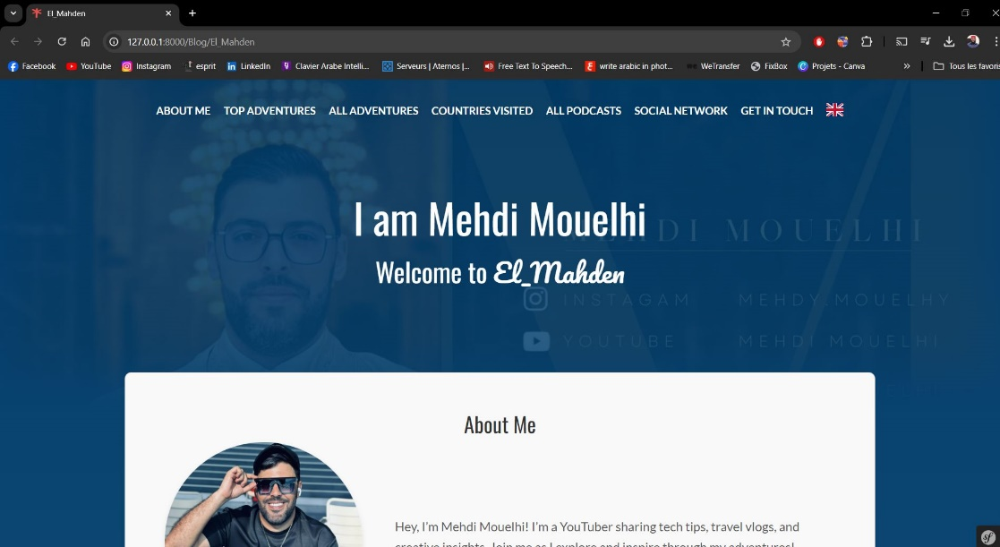 El_Mahden
127.0.0.1:8000/Blog/El_Mahden
Facebook YouTube Instagram esprit LinkedIn Clavier Arabe Intelli... Serveurs | Aternos |... Free Text To Speech... write arabic in phot... WeTransfer FixBox Projets - Canva » Tous les favoris
ABOUT ME TOP ADVENTURES ALL ADVENTURES COUNTRIES VISITED ALL PODCASTS SOCIAL NETWORK GET IN TOUCH
I am Mehdi Mouelhi
MEHDI MOUELHI
Welcome to El_Mahden
INSTAGAM MEHDY.MOUELHY
YOUTUBE MEHDI MOUELHI
About Me
Hey, I'm Mehdi Mouelhi! I'm a YouTuber sharing tech tips, travel vlogs, and
creative insights. Join me as I explore and inspire through my adventures!